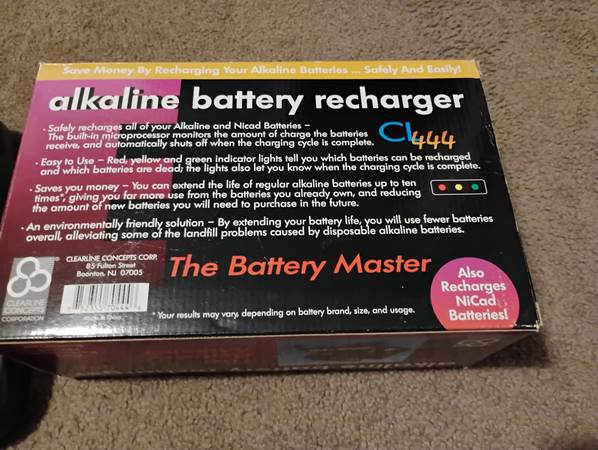 Save Money By Recharging Your Alkaline Batteries ... Safely And Easily!
alkaline battery recharger
CL444
· Safely recharges all of your Alkaline and Nicad Batteries –
The built-in microprocessor monitors the amount of charge the batteries
receive, and automatically shuts off when the charging cycle is complete.
· Easy to Use – Red, yellow and green indicator lights tell you which batteries can be recharged
and which batteries are dead; the lights also let you know when the charging cycle is complete.
· Saves you money – You can extend the life of regular alkaline batteries up to ten
times*, giving you far more use from the batteries you already own, and reducing
the amount of new batteries you will need to purchase in the future.
· An environmentally friendly solution – By extending your battery life, you will use fewer batteries
overall, alleviating some of the landfill problems caused by disposable alkaline batteries.
CLEARLINE CONCEPTS CORP.
85 Fulton Street
Boonton, NJ 07005
The Battery Master
Also
Recharges
NiCad
Batteries!
CLEARLINE
CONCEPTS
CORPORATION
* Your results may vary, depending on battery brand, size, and usage.